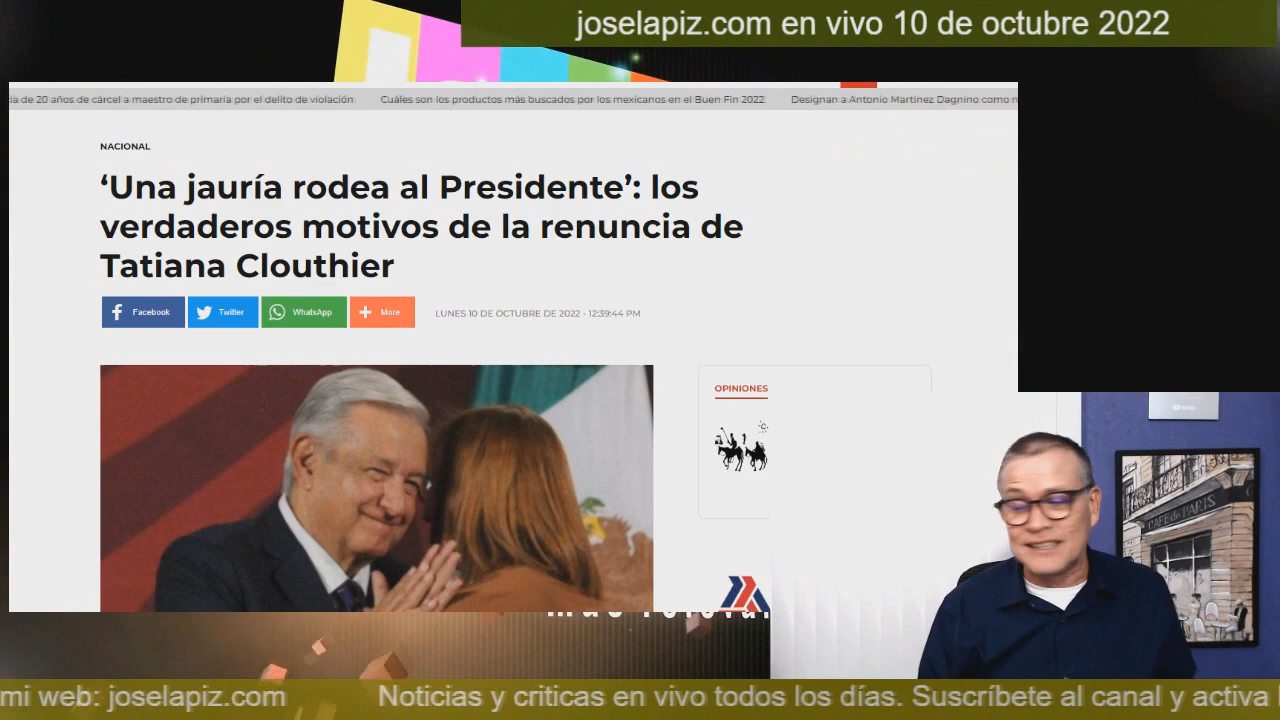 joselapiz.com en vivo 10 de octubre 2022
da de 20 años de cárcel a maestro de primaria por el delito de violación
Cuáles son los productos más buscados por los mexicanos en el Buen Fin 2022
Designan a Antonio Martínez Dagnino como n
NACIONAL
‘Una jauría rodea al Presidente’: los
verdaderos motivos de la renuncia de
Tatiana Clouthier
Facebook
Twitter
WhatsApp
More
LUNES 10 DE OCTUBRE DE 2022 - 12:39:44 PM
OPINIONES
CAFE de PARIS
mi web: joselapiz.com
Noticias y criticas en vivo todos los días. Suscríbete al canal y activa